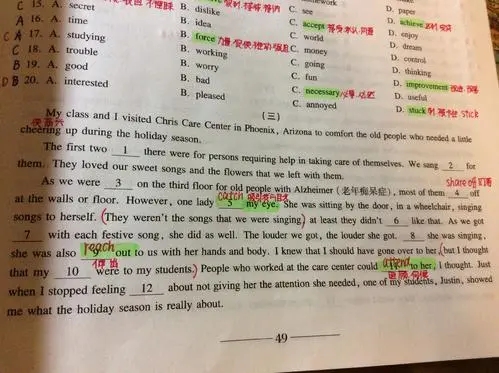 C 15. A. secret B. dislike C. see D. paper
A 16. A. time B. idea C. accept D. achieve
C A 17. A. studying B. force C. world D. enjoy
C 18. A. trouble B. working C. money D. dream
A 19. A. good B. worry C. going D. control
D B 20. A. interested B. bad C. fun D. thinking
B. pleased C. necessary D. improvement
C. annoyed D. useful
D. stuck stick
(三)
My class and I visited Chris Care Center in Phoenix, Arizona to comfort the old people who needed a little
cheering up during the holiday season.
The first two 1 there were for persons requiring help in taking care of themselves. We sang 2 for
them. They loved our sweet songs and the flowers that we left with them.
share off
As we were 3 on the third floor for old people with Alzheimer (老年痴呆症), most of them 4 off
catch
at the walls or floor. However, one lady 5 my eye. She was sitting by the door, in a wheelchair, singing
songs to herself. (They weren't the songs that we were singing) at least they didn't 6 like that. As we got
7 with each festive song, she did as well. The louder we got, the louder she got. 8 she was singing,
reach
she was also 9 out to us with her hands and body. I knew that I should have gone over to her, but I thought
attend
that my 10 were to my students.) People who worked at the care center could 11 to her, I thought. Just
when I stopped feeling 12 about not giving her the attention she needed, one of my students, Justin, showed
me what the holiday season is really about.
49